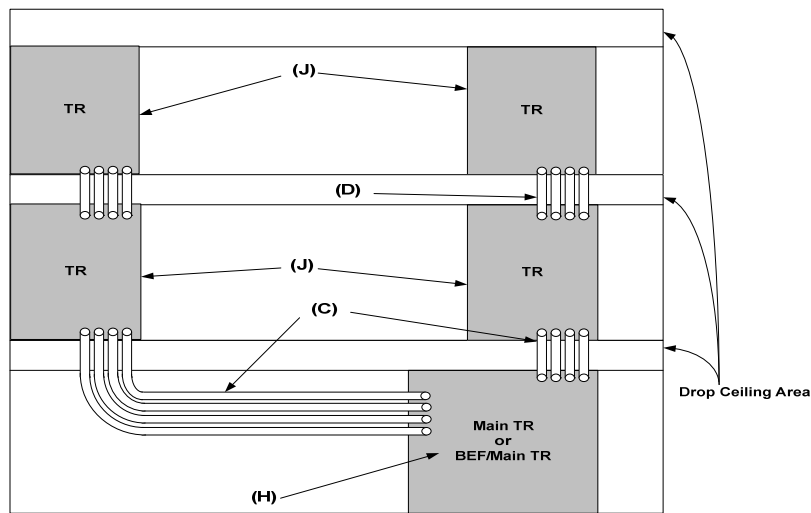 (J)
TR
TR
(D)
TR
(J)
TR
(C)
Drop Ceiling Area
Main TR
or
BEF/Main TR
(H)